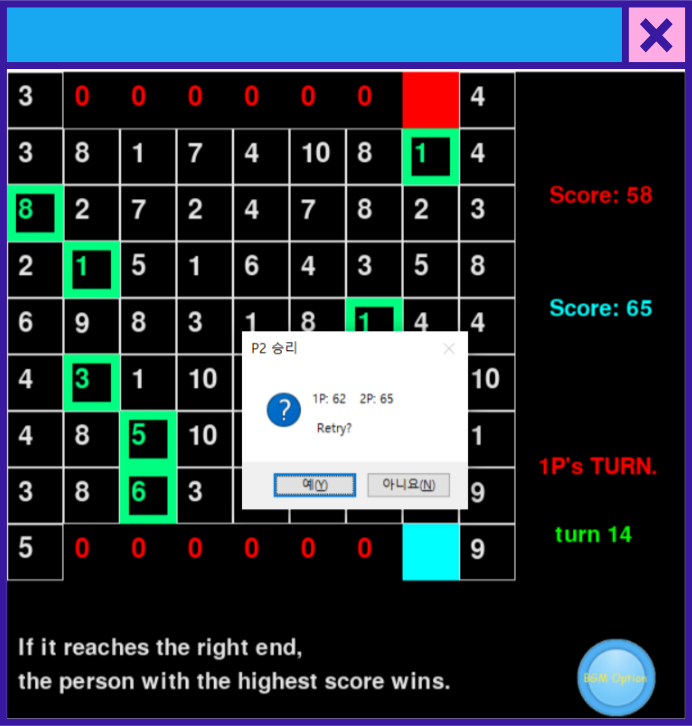 3 0 0 0 0 0 0 4
3 8 1 7 4 10 8 1 4
8 2 7 2 4 7 8 2 3
2 1 5 1 6 4 3 5 8
6 9 8 3 1 8 1 4 4
4 3 1 10 10
4 8 5 10 1
3 8 6 3 9
5 0 0 0 0 0 0 9
Score: 58
Score: 65
1P's TURN.
turn 14
P2 승리
1P: 62 2P: 65
Retry?
예(Y) 아니요(N)
If it reaches the right end,
the person with the highest score wins.
BGM Option